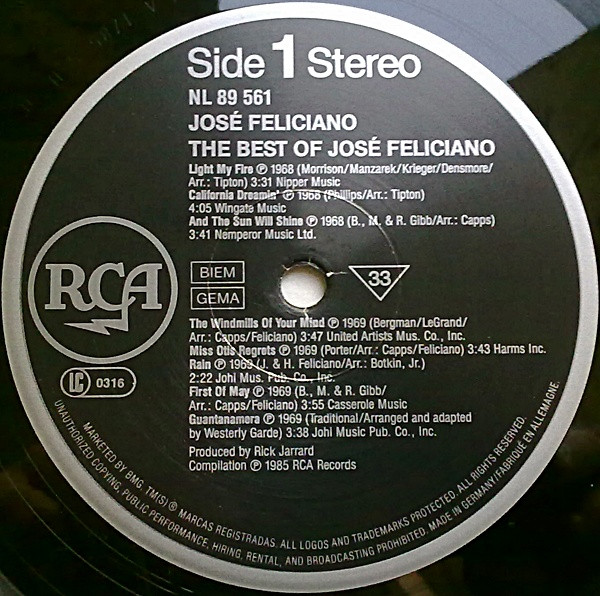 Side 1 Stereo
NL 89 561
JOSÉ FELICIANO
THE BEST OF JOSÉ FELICIANO
Light My Fire ℗ 1968 (Morrison/Manzarek/Krieger/Densmore/
Arr.: Tipton) 3:31 Nipper Music
California Dreamin' ℗ 1968 (Phillips/Arr.: Tipton)
4:05 Wingate Music
And The Sun Will Shine ℗ 1968 (B., M. & R. Gibb/Arr.: Capps)
3:41 Nemperor Music Ltd.
RCA
BIEM
GEMA
33
The Windmills Of Your Mind ℗ 1969 (Bergman/LeGrand/
Arr.: Capps/Feliciano) 3:47 United Artists Mus. Co., Inc.
Miss Otis Regrets ℗ 1969 (Porter/Arr.: Capps/Feliciano) 3:43 Harms Inc.
Rain ℗ 1969 (J. & H. Feliciano/Arr.: Botkin, Jr.)
2:22 Johi Mus. Pub. Co., Inc.
First Of May ℗ 1969 (B., M. & R. Gibb/
Arr.: Capps/Feliciano) 3:55 Casserole Music
Guantanamera ℗ 1969 (Traditional/Arranged and adapted
by Westerly Garde) 3:38 Johi Music Pub. Co., Inc.
LC 0316
Produced by Rick Jarrard
Compilation ℗ 1985 RCA Records
MARKETED BY BMG. TM(S) ® MARCAS REGISTRADAS. ALL LOGOS AND TRADEMARKS PROTECTED. ALL RIGHTS RESERVED.
UNAUTHORIZED COPYING, PUBLIC PERFORMANCE, HIRING, RENTAL, AND BROADCASTING PROHIBITED. MADE IN GERMANY/FABRIQUÉ EN ALLEMAGNE.